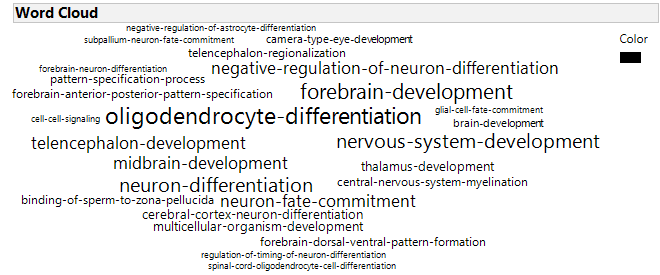 Word Cloud
negative-regulation-of-astrocyte-differentiation
subpallium-neuron-fate-commitment camera-type-eye-development Color
telencephalon-regionalization
forebrain-neuron-differentiation negative-regulation-of-neuron-differentiation
pattern-specification-process
forebrain-anterior-posterior-pattern-specification forebrain-development
cell-cell-signaling oligodendrocyte-differentiation glial-cell-fate-commitment
brain-development
telencephalon-development nervous-system-development
midbrain-development thalamus-development
neuron-differentiation central-nervous-system-myelination
binding-of-sperm-to-zona-pellucida neuron-fate-commitment
cerebral-cortex-neuron-differentiation
multicellular-organism-development
forebrain-dorsal-ventral-pattern-formation
regulation-of-timing-of-neuron-differentiation
spinal-cord-oligodendrocyte-cell-differentiation